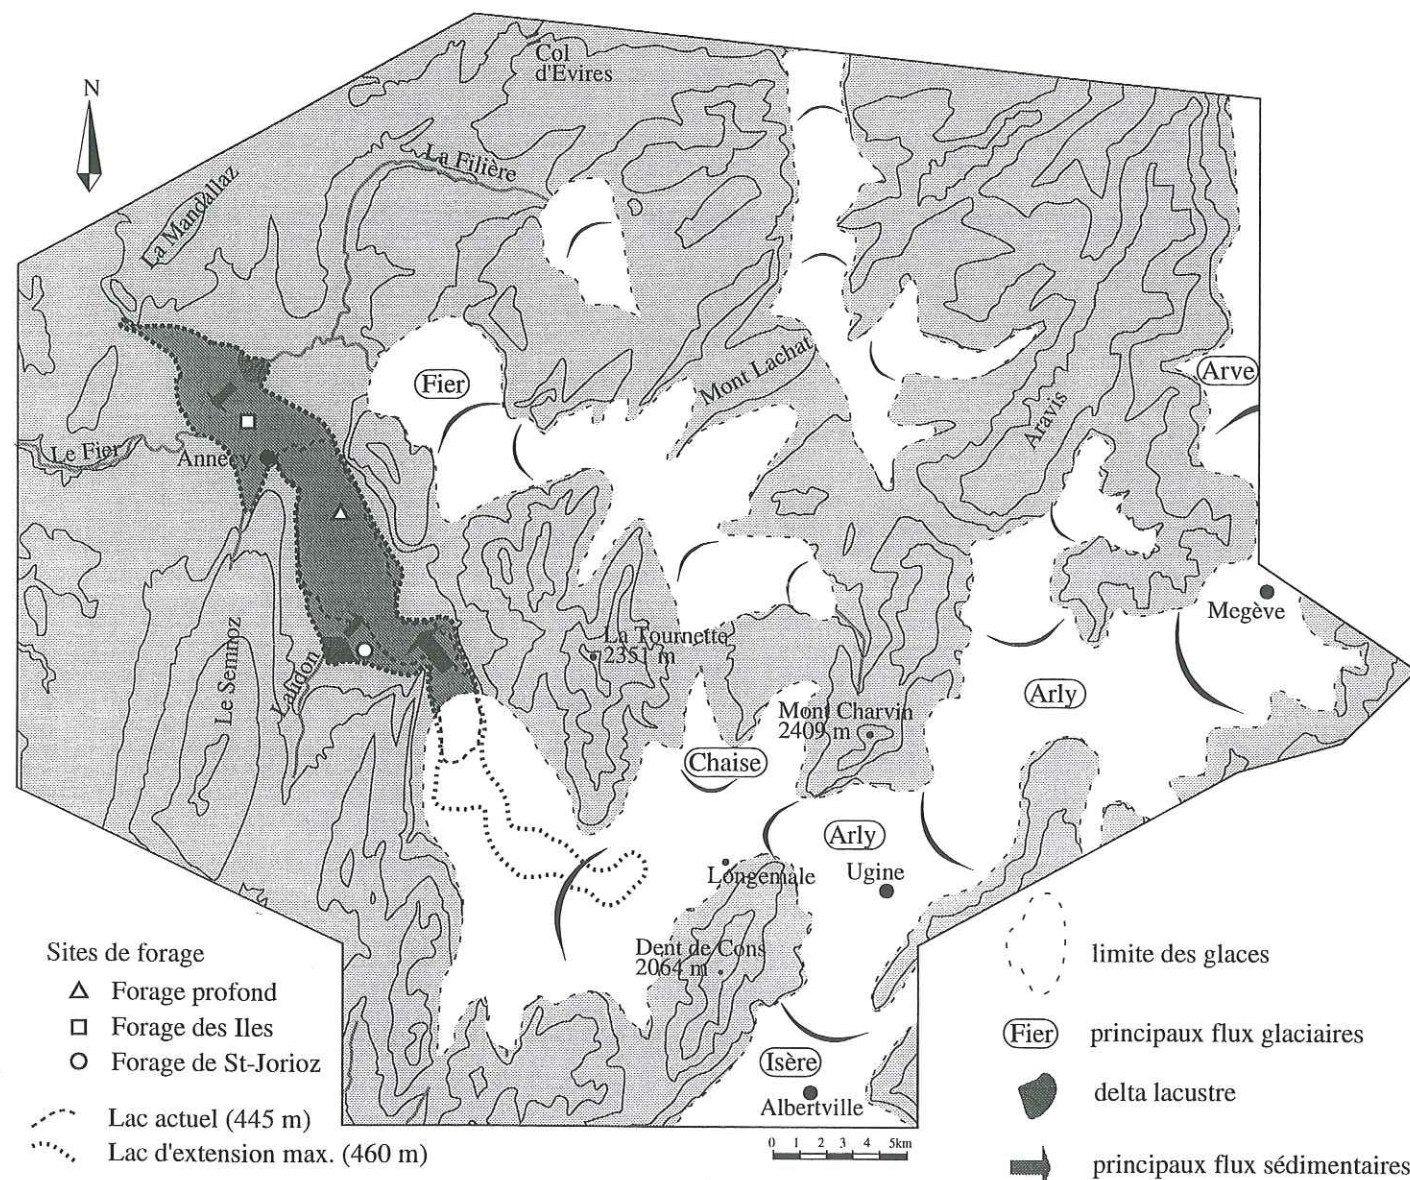 Col
d'Evires
N
La Filière
La Mandallaz
Fier
Mont Lachat
Arve
Aravis
Le Fier
Annecy
Megève
La Tournette
2351 m
Le Semnoz
Laudon
Arly
Mont Charvin
2409 m
Chaise
Arly
Longemale
Ugine
Dent de Cons
2064 m
Isère
Albertville
0 1 2 3 4 5km
Sites de forage
Forage profond
Forage des Iles
Forage de St-Jorioz
Lac actuel (445 m)
Lac d'extension max. (460 m)
limite des glaces
Fier principaux flux glaciaires
delta lacustre
principaux flux sédimentaires